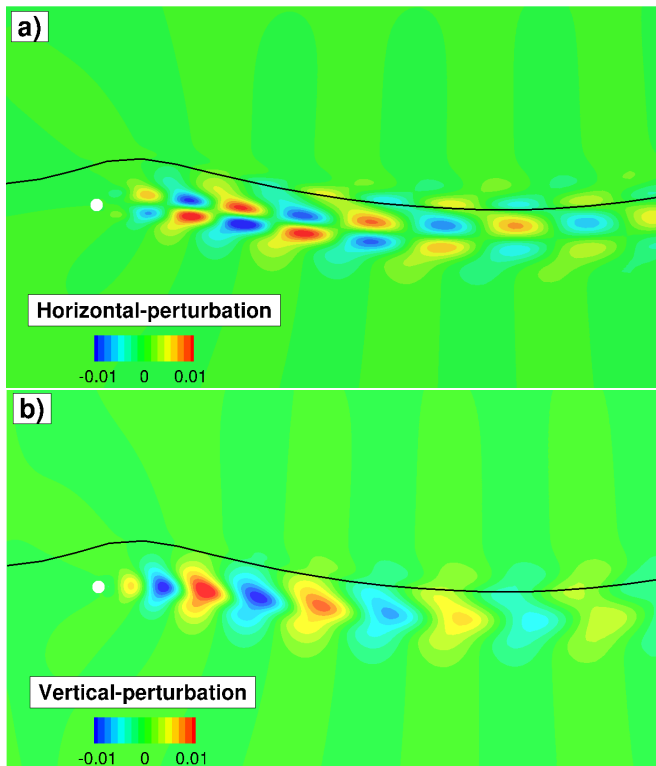 a)
Horizontal-perturbation
-0.01 0 0.01
b)
Vertical-perturbation
-0.01 0 0.01